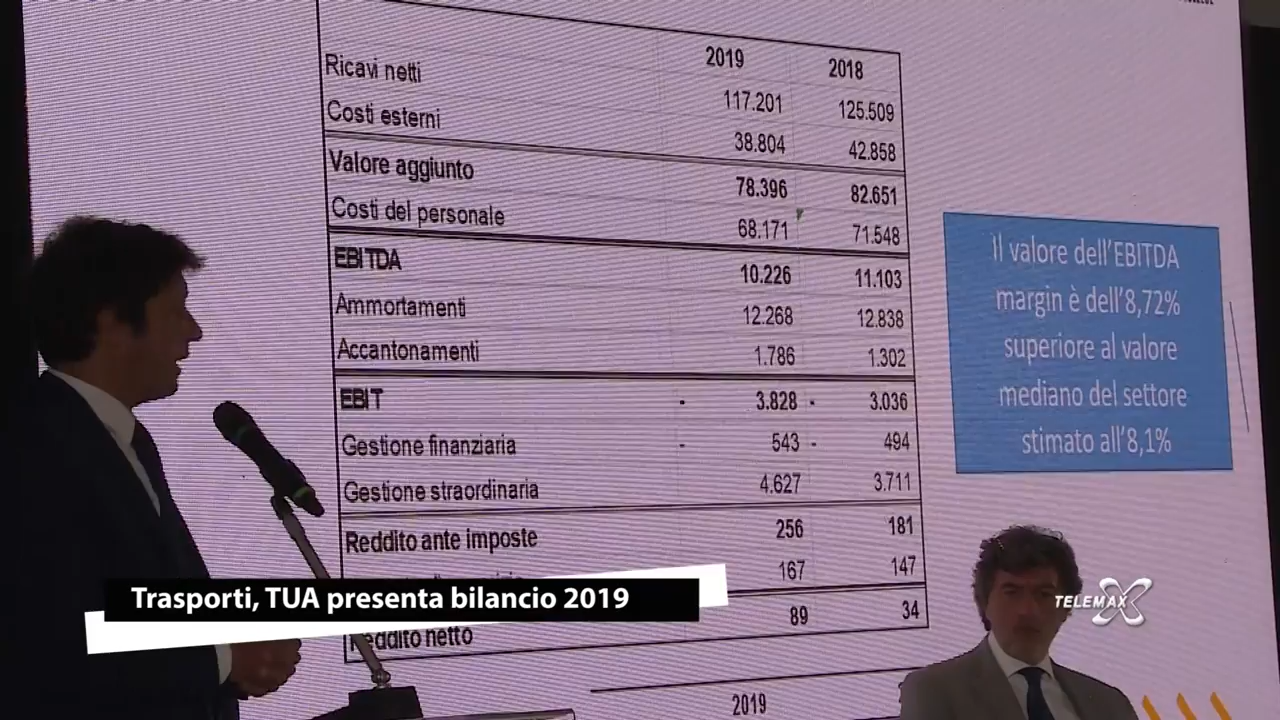 2019 2018
Ricavi netti 117.201 125.509
Costi esterni 38.804 42.858
Valore aggiunto 78.396 82.651
Costi del personale 68.171 71.548
EBITDA 10.226 11.103
Ammortamenti 12.268 12.838
Accantonamenti 1.786 1.302
EBIT - 3.828 - 3.036
Gestione finanziaria - 543 - 494
Gestione straordinaria 4.627 3.711
Reddito ante imposte 256 181
167 147
Reddito netto 89 34
2019
Il valore dell'EBITDA
margin è dell'8,72%
superiore al valore
mediano del settore
stimato all'8,1%
Trasporti, TUA presenta bilancio 2019
TELEMAX